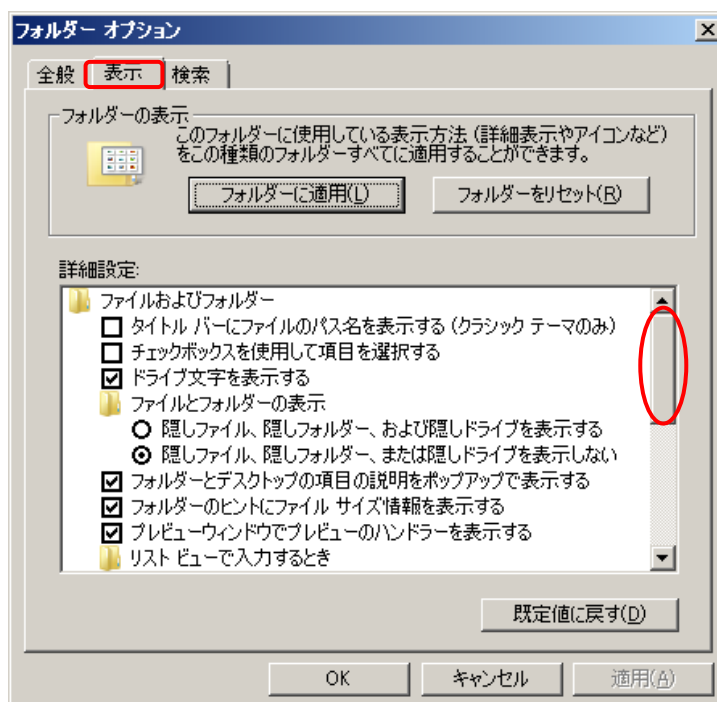 フォルダー オプション
全般 表示 検索
フォルダーの表示
このフォルダーに使用している表示方法 (詳細表示やアイコンなど)
をこの種類のフォルダーすべてに適用することができます。
フォルダーに適用(L) フォルダーをリセット(R)
詳細設定:
ファイルおよびフォルダー
タイトル バーにファイルのパス名を表示する (クラシック テーマのみ)
チェックボックスを使用して項目を選択する
ドライブ文字を表示する
ファイルとフォルダーの表示
隠しファイル、隠しフォルダー、および隠しドライブを表示する
隠しファイル、隠しフォルダー、または隠しドライブを表示しない
フォルダーとデスクトップの項目の説明をポップアップで表示する
フォルダーのヒントにファイル サイズ情報を表示する
プレビューウィンドウでプレビューのハンドラーを表示する
リスト ビューで入力するとき
既定値に戻す(D)
OK キャンセル 適用(A)